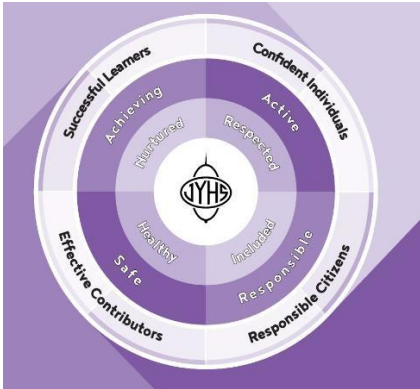 Successful Learners
Confident Individuals
Achieving
Active
Nurtured
Respected
JYHS
Healthy
Included
Safe
Responsible
Effective Contributors
Responsible Citizens